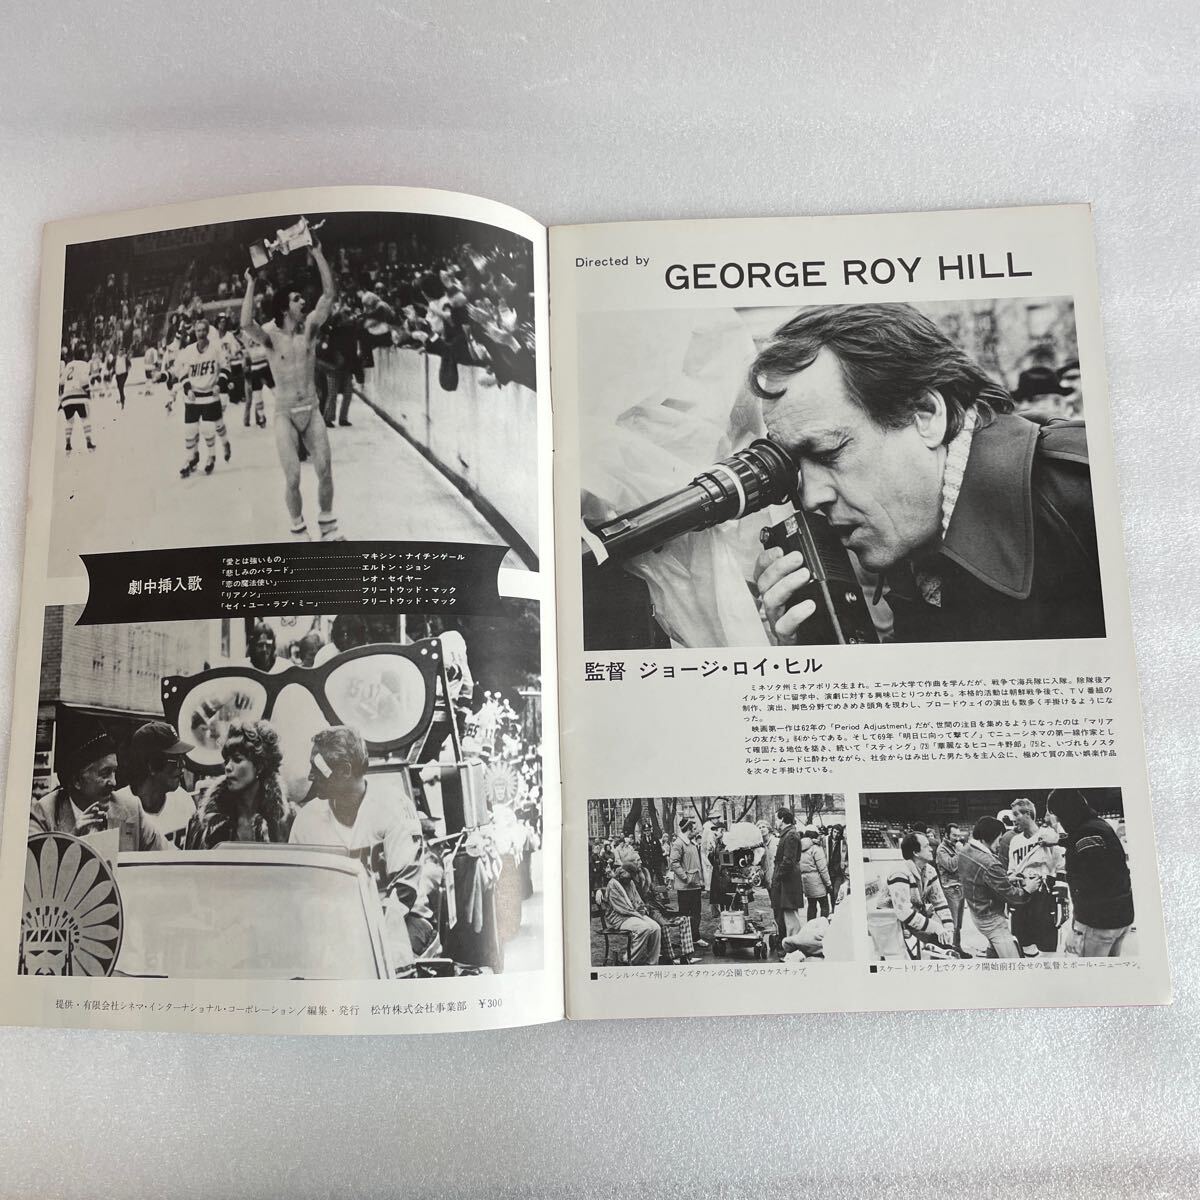 CHIEFS
2
劇中挿入歌
「愛とは強いもの」………………………マキシン・ナイチンゲール
「悲しみのバラード」……………………エルトン・ジョン
「恋の魔法使い」…………………………レオ・セイヤー
「リアノン」………………………………フリートウッド・マック
「セイ・ユー・ラブ・ミー」……………フリートウッド・マック
提供・有限会社シネマ・インターナショナル・コーポレーション／編集・発行 松竹株式会社事業部 ￥300
Directed by
GEORGE ROY HILL
監督 ジョージ・ロイ・ヒル
ミネソタ州ミネアポリス生まれ。エール大学で作曲を学んだが、戦争で海兵隊に入隊。除隊後ア
イルランドに留学中、演劇に対する興味にとりつかれる。本格的活動は朝鮮戦争後で、ＴＶ番組の
制作、演出、脚色分野でめきめき頭角を現わし、ブロードウェイの演出も数多く手掛けるようにな
った。
映画第一作は62年の「Period Adjustment」だが、世間の注目を集めるようになったのは「マリア
ンの友だち」(64)からである。そして69年「明日に向って撃て！」でニューシネマの第一線作家とし
て確固たる地位を築き、続いて「スティング」(73)「華麗なるヒコーキ野郎」(75)と、いづれもノスタ
ルジー・ムードに酔わせながら、社会からはみ出した男たちを主人公に、極めて質の高い娯楽作品
を次々と手掛けている。
■ペンシルバニア州ジョンズタウンの公園でのロケスナップ。
■スケートリンク上でクランク開始前打合せの監督とポール・ニューマン。